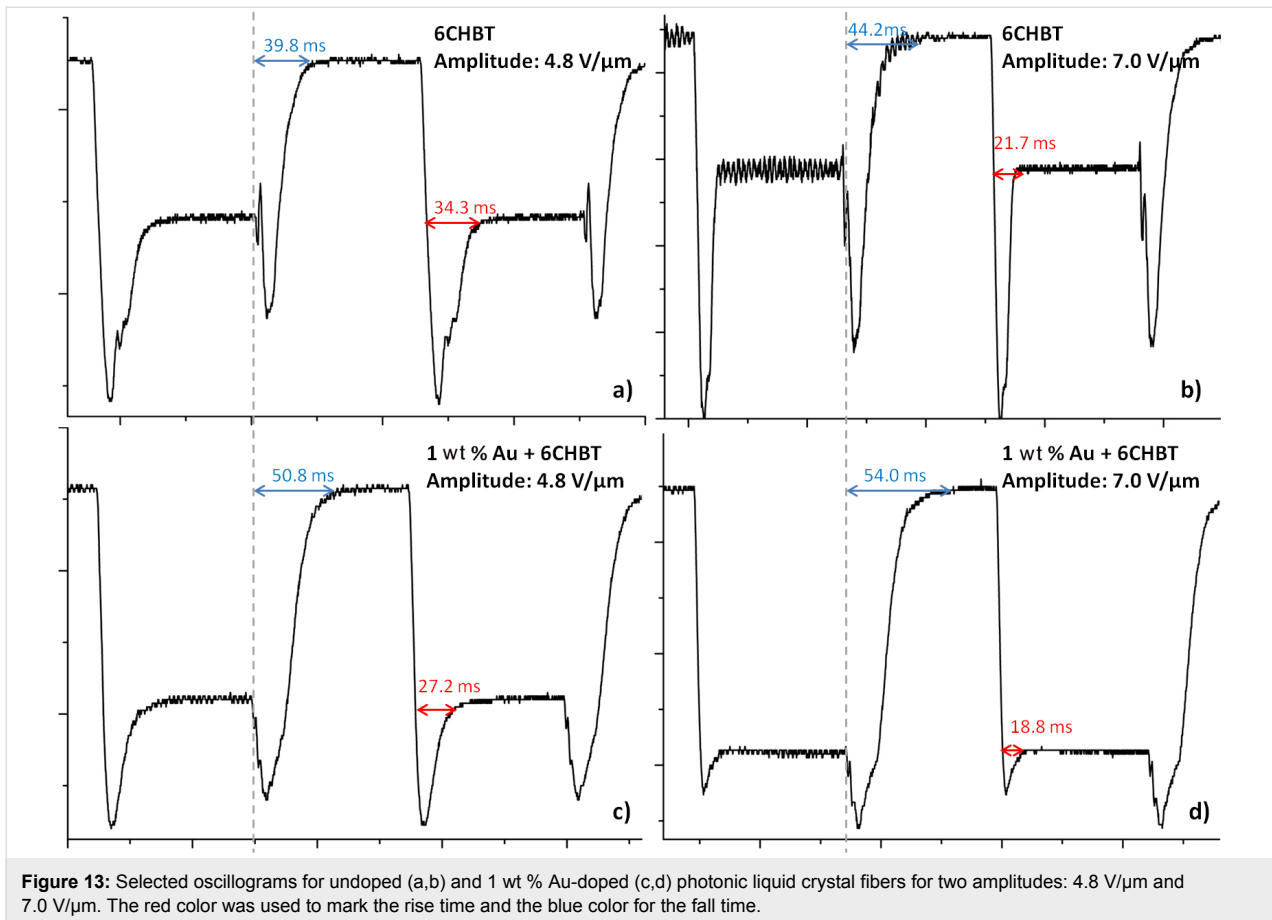 6CHBT
Amplitude: 4.8 V/µm
39.8 ms
34.3 ms
a)
6CHBT
Amplitude: 7.0 V/µm
44.2 ms
21.7 ms
b)
1 wt % Au + 6CHBT
Amplitude: 4.8 V/µm
50.8 ms
27.2 ms
c)
1 wt % Au + 6CHBT
Amplitude: 7.0 V/µm
54.0 ms
18.8 ms
d)
Figure 13: Selected oscillograms for undoped (a,b) and 1 wt % Au-doped (c,d) photonic liquid crystal fibers for two amplitudes: 4.8 V/µm and
7.0 V/µm. The red color was used to mark the rise time and the blue color for the fall time.